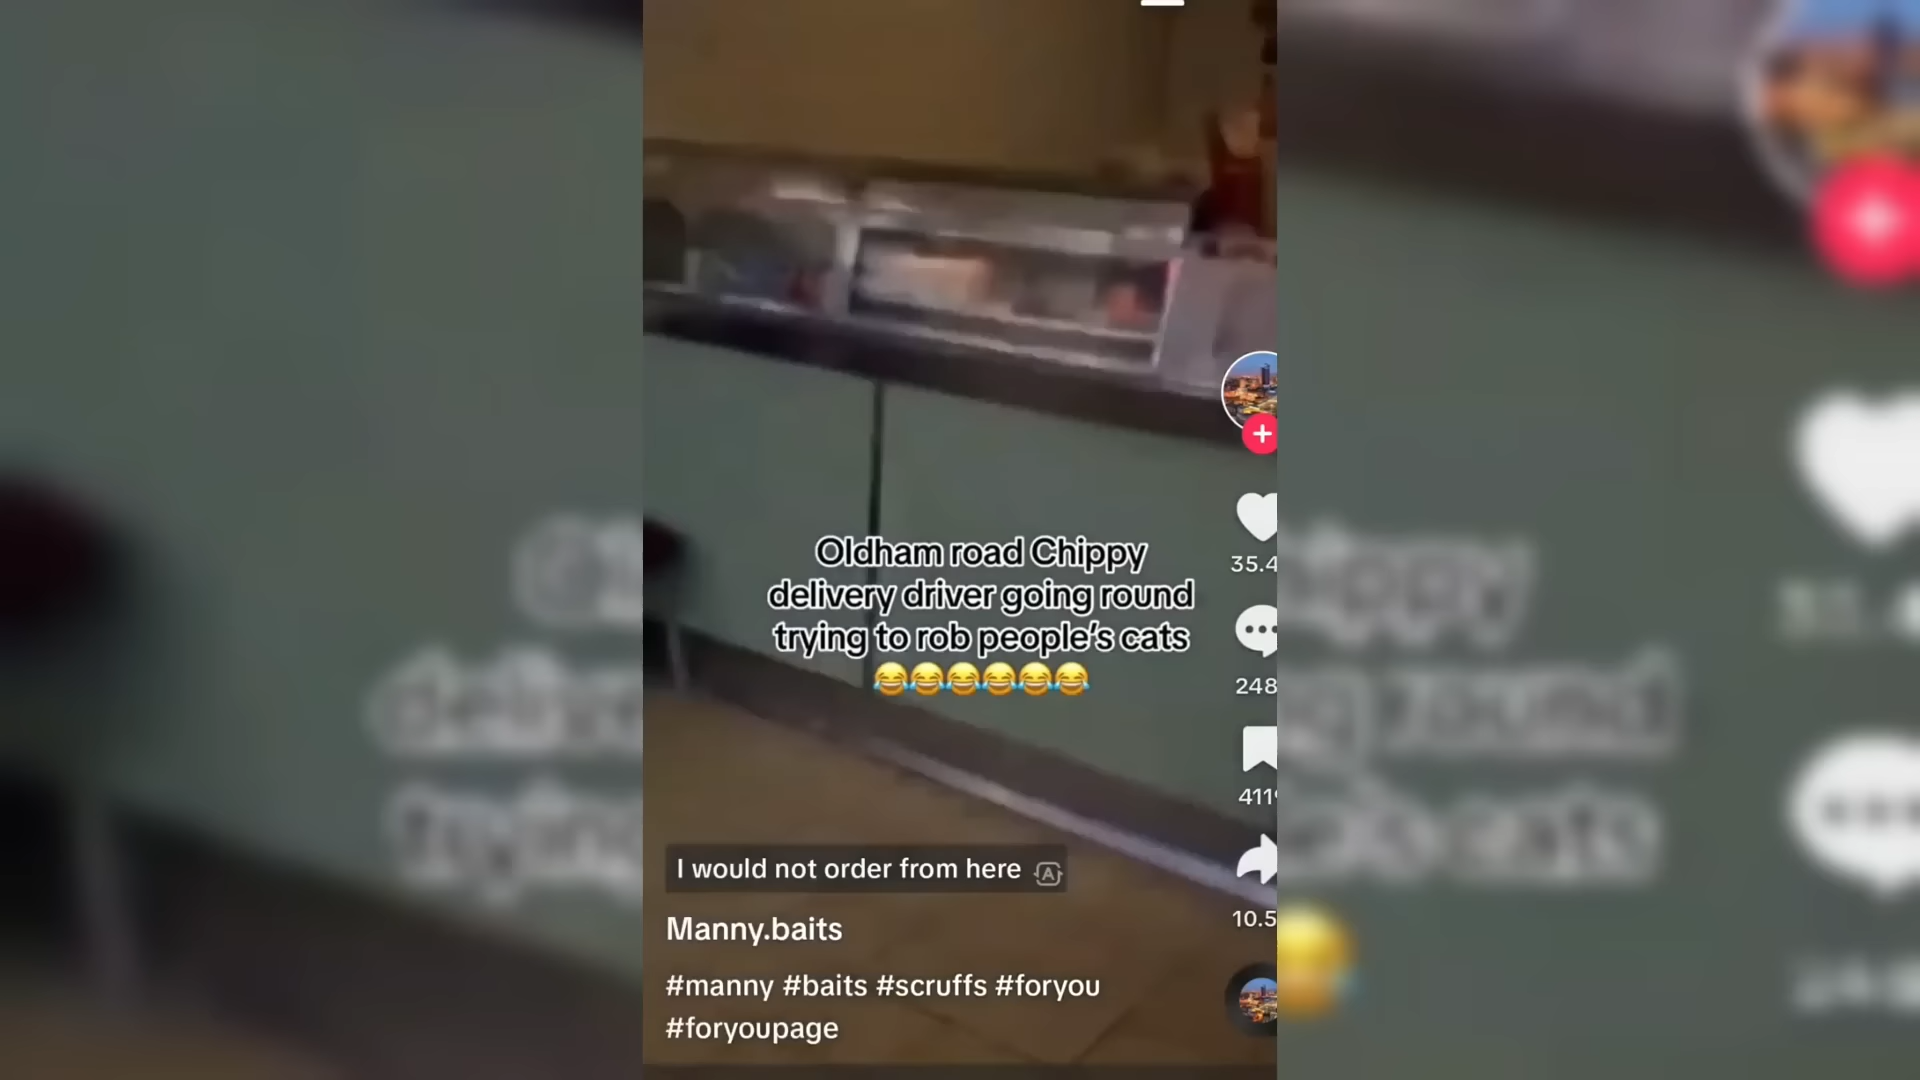 Oldham road Chippy
delivery driver going round
trying to rob people's cats
😂😂😂😂😂😂
35.4
248
411
10.5
I would not order from here
Manny.baits
#manny #baits #scruffs #foryou
#foryoupage